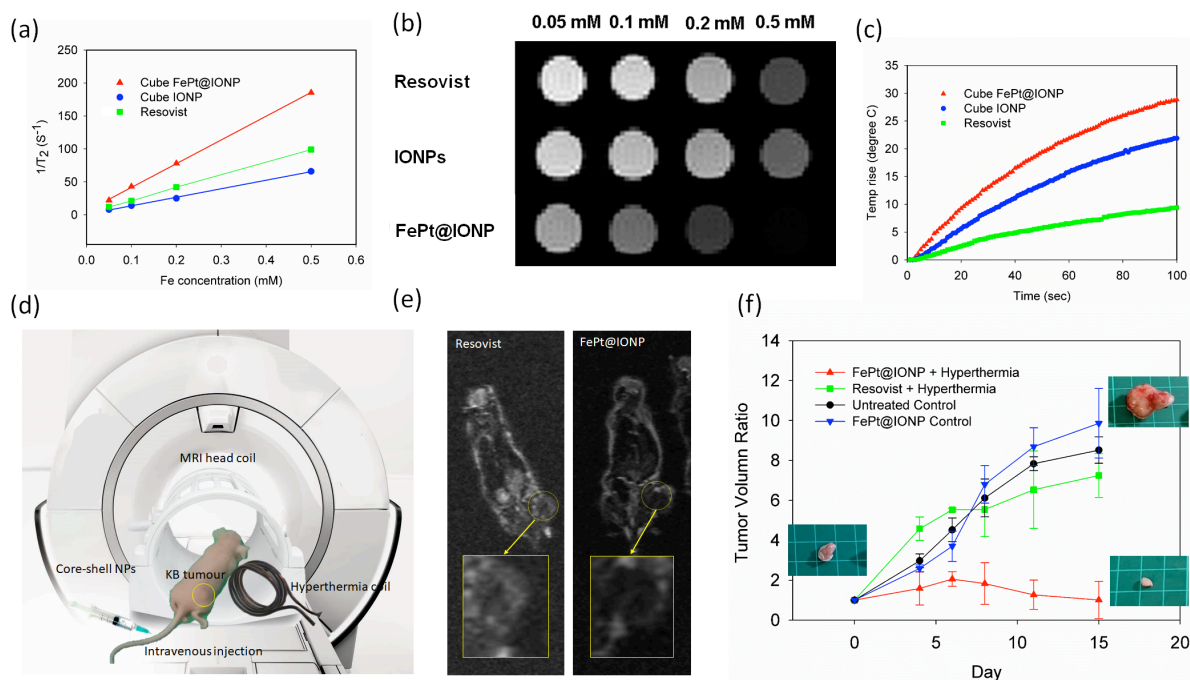 (a)
250
200
150
100
50
0
1/T2 (S-1)
Cube FePt@IONP
Cube IONP
Resovist
0.0 0.1 0.2 0.3 0.4 0.5 0.6
Fe concentration (mM)
(b)
0.05 mM 0.1 mM 0.2 mM 0.5 mM
Resovist
IONPs
FePt@IONP
(c)
35
30
25
20
15
10
5
0
Temp rise (degree C)
Cube FePt@IONP
Cube IONP
Resovist
0 20 40 60 80 100
Time (sec)
(d)
MRI head coil
Core-shell NPs
KB tumour
Hyperthermia coil
Intravenous injection
(e)
Resovist
FePt@IONP
(f)
14
12
10
8
6
4
2
0
Tumor Volumn Ratio
FePt@IONP + Hyperthermia
Resovist + Hyperthermia
Untreated Control
FePt@IONP Control
0 5 10 15 20
Day